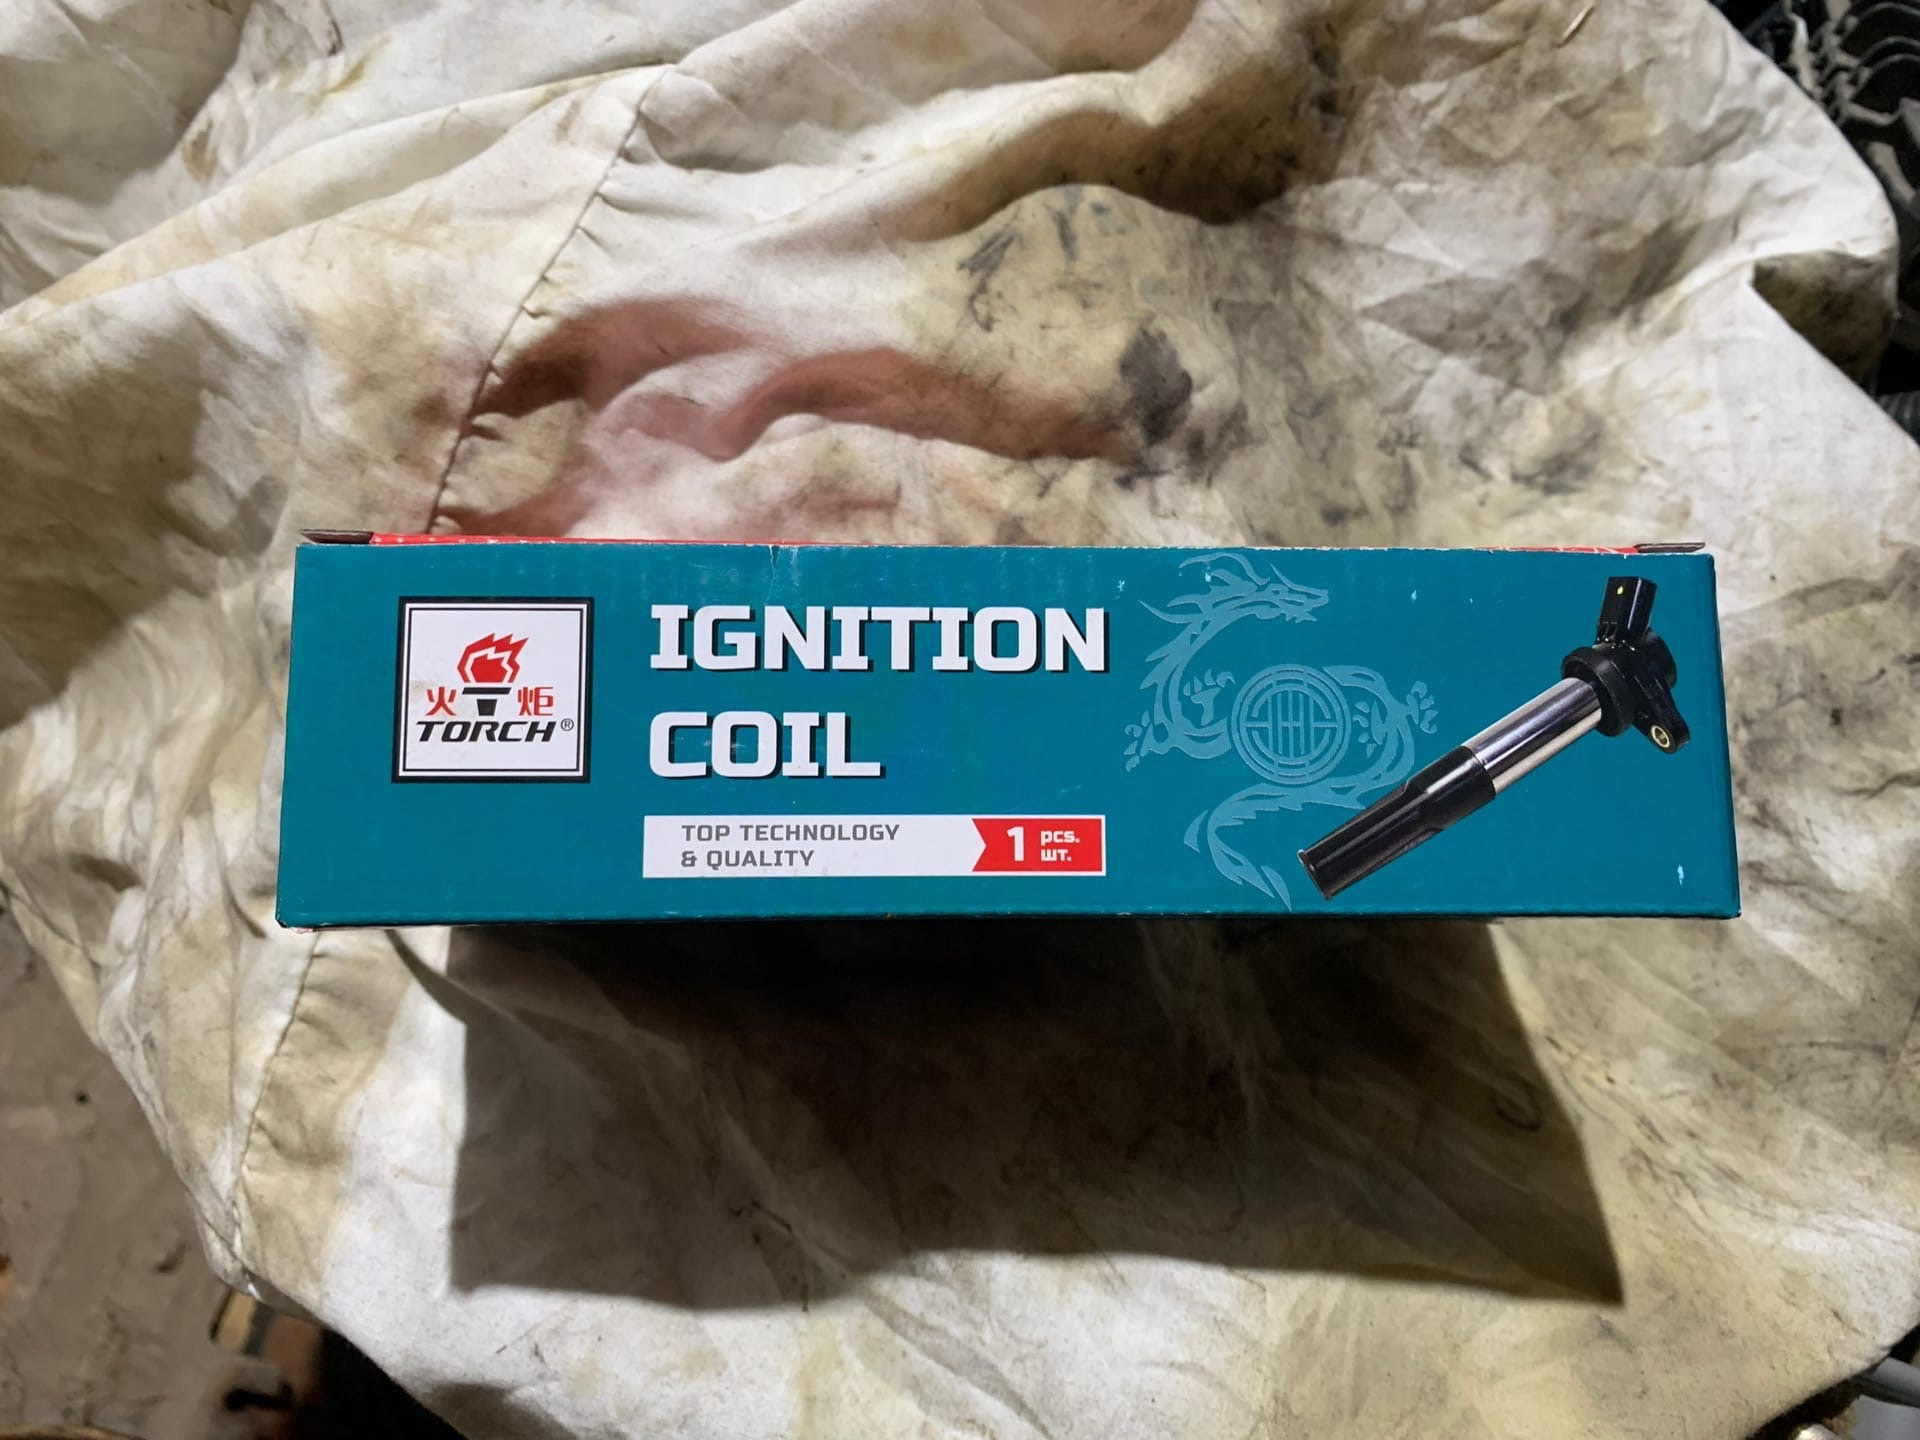 火 炬
TORCH®
IGNITION
COIL
TOP TECHNOLOGY
& QUALITY
1 pcs.
шт.